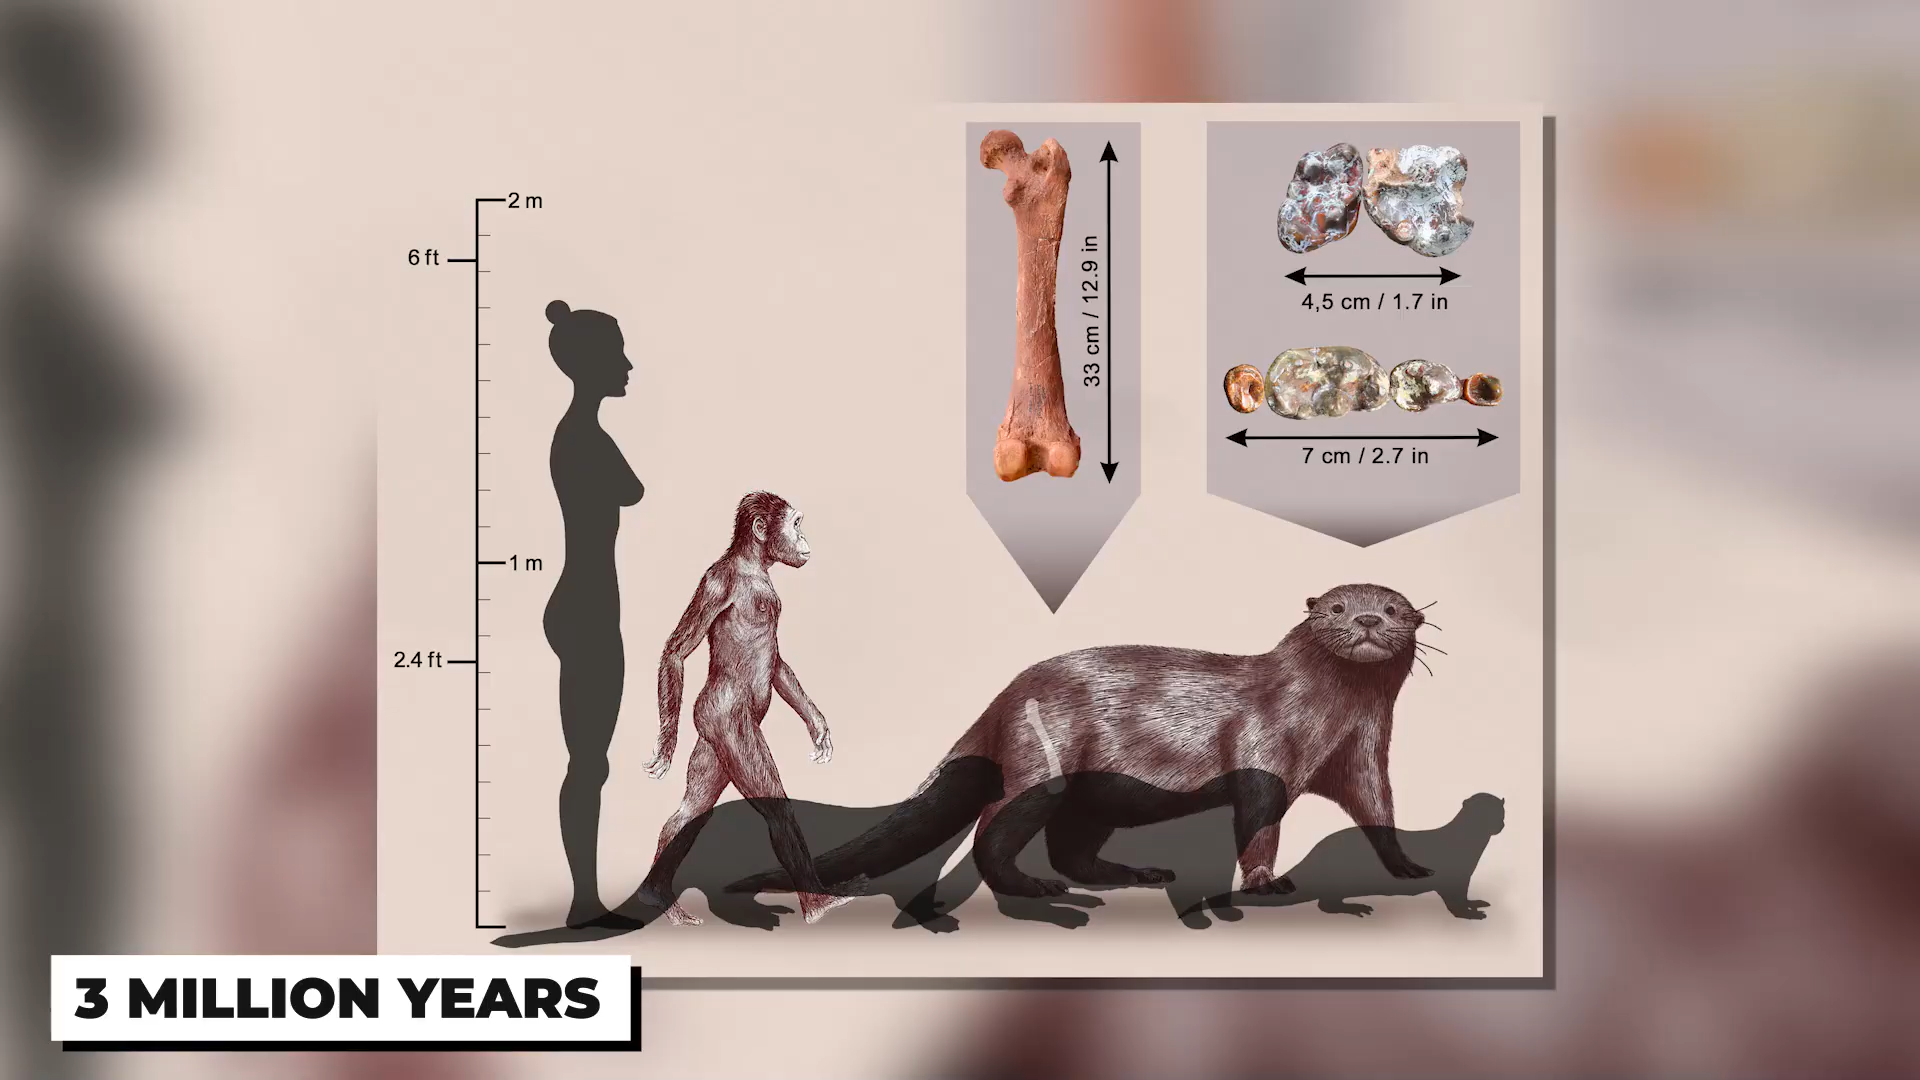 2 m
6 ft
1 m
2.4 ft
33 cm / 12.9 in
4,5 cm / 1.7 in
7 cm / 2.7 in
3 MILLION YEARS